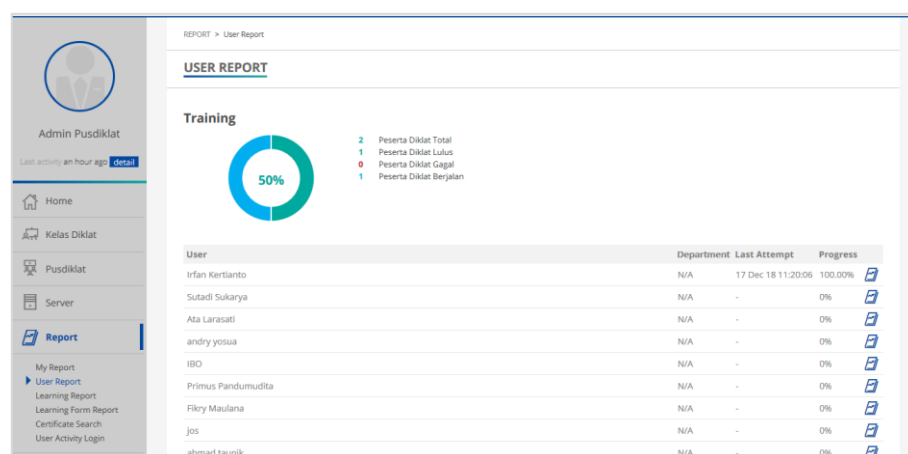 REPORT > User Report
USER REPORT
Training
50%
2 Peserta Diklat Total
1 Peserta Diklat Lulus
0 Peserta Diklat Gagal
1 Peserta Diklat Berjalan
Admin Pusdiklat
Last activity an hour ago detail
Home
Kelas Diklat
Pusdiklat
Server
Report
My Report
User Report
Learning Report
Learning Form Report
Certificate Search
User Activity Login
User Department Last Attempt Progress
Irfan Kertianto N/A 17 Dec 18 11:20:06 100.00%
Sutadi Sukarya N/A - 0%
Ata Larasati N/A - 0%
andry yosua N/A - 0%
IBO N/A - 0%
Primus Pandumudita N/A - 0%
Fikry Maulana N/A - 0%
jos N/A - 0%
ahmad taupik N/A - 0%